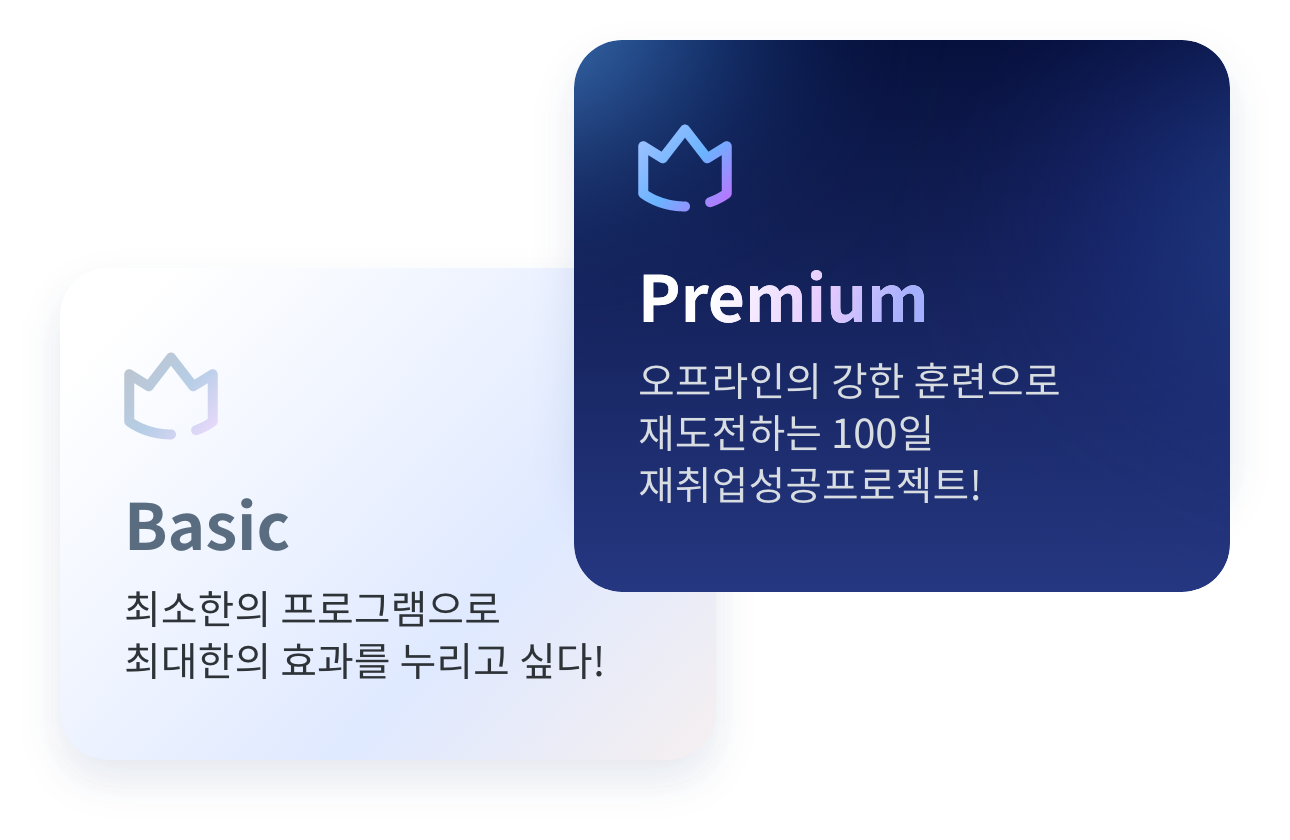 Premium
오프라인의 강한 훈련으로
재도전하는 100일
재취업성공프로젝트!
Basic
최소한의 프로그램으로
최대한의 효과를 누리고 싶다!